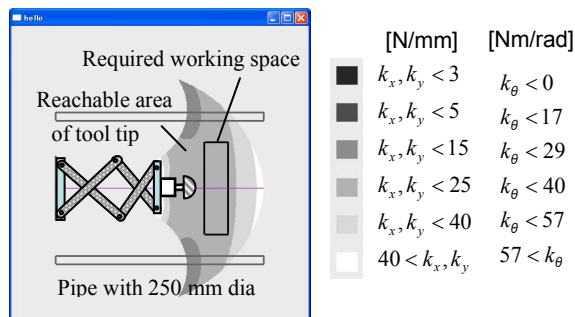 hello
Required working space
Reachable area
of tool tip
Pipe with 250 mm dia
[N/mm] [Nm/rad]
k_x, k_y < 3 k_θ < 0
k_x, k_y < 5 k_θ < 17
k_x, k_y < 15 k_θ < 29
k_x, k_y < 25 k_θ < 40
k_x, k_y < 40 k_θ < 57
40 < k_x, k_y 57 < k_θ